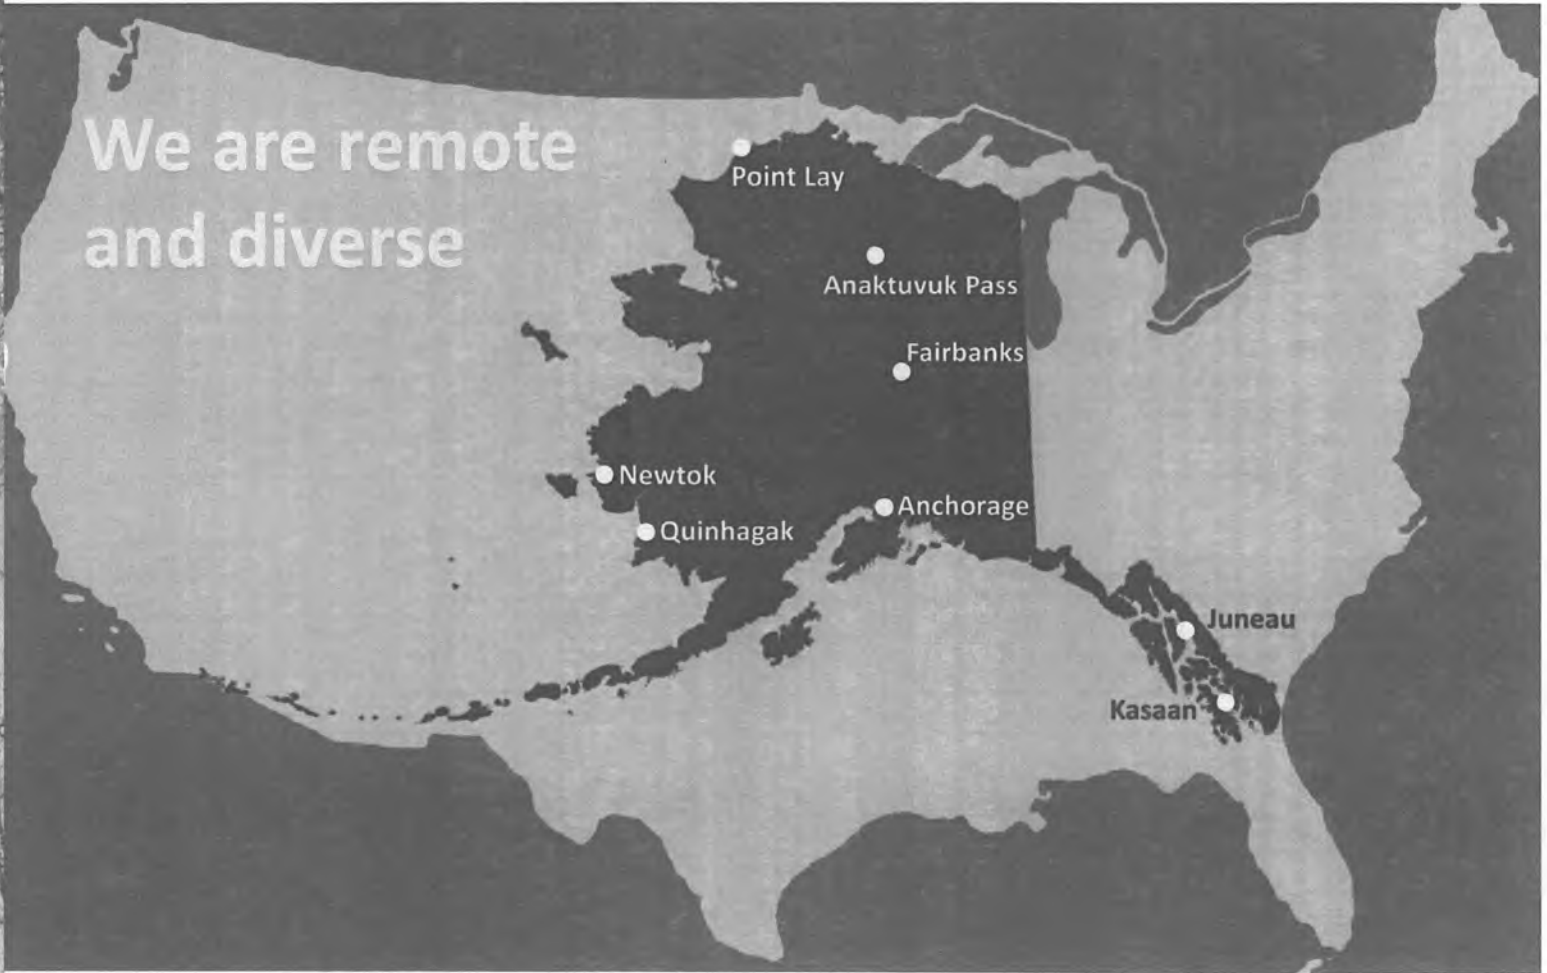 We are remote
and diverse
Point Lay
Anaktuvuk Pass
Fairbanks
Newtok
Anchorage
Quinhagak
Juneau
Kasaan